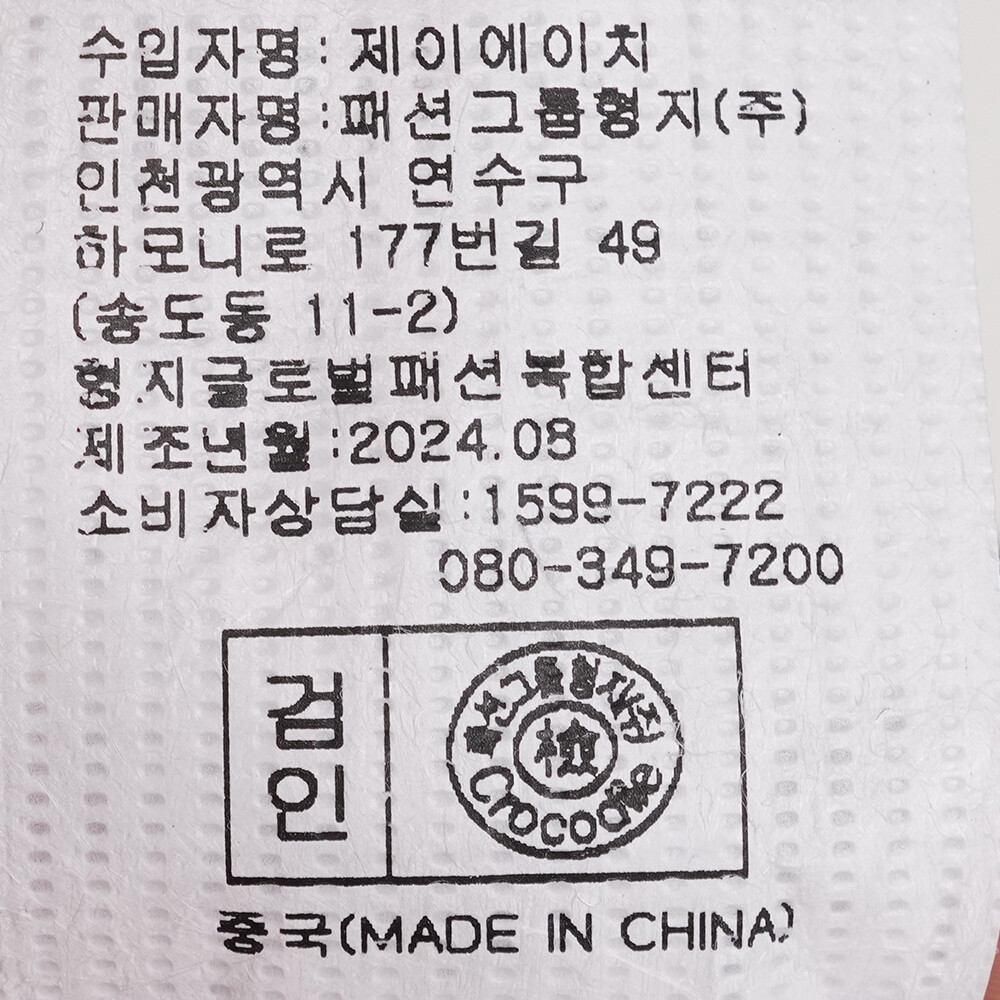 수입자명: 제이에이치
판매자명:패션그룹형지(주)
인천광역시 연수구
하모니로 177번길 49
(송도동 11-2)
형지글로벌패션복합센터
제조년월:2024.08
소비자상담실:1599-7222
080-349-7200
검인
패션그룹형지(주)
檢
Crocodile
중국(MADE IN CHINA)